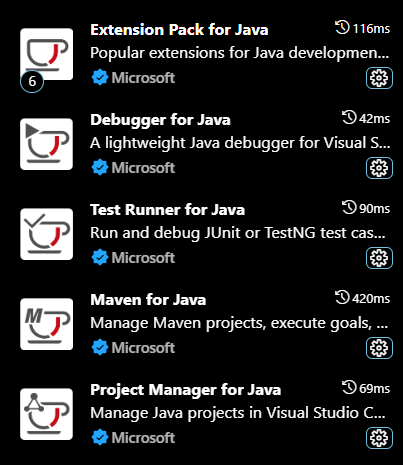 Extension Pack for Java 116ms
Popular extensions for Java developmen...
6 Microsoft
Debugger for Java 42ms
A lightweight Java debugger for Visual S...
Microsoft
Test Runner for Java 90ms
Run and debug JUnit or TestNG test cas...
Microsoft
M Maven for Java 420ms
Manage Maven projects, execute goals, ...
Microsoft
Project Manager for Java 69ms
Manage Java projects in Visual Studio C...
Microsoft